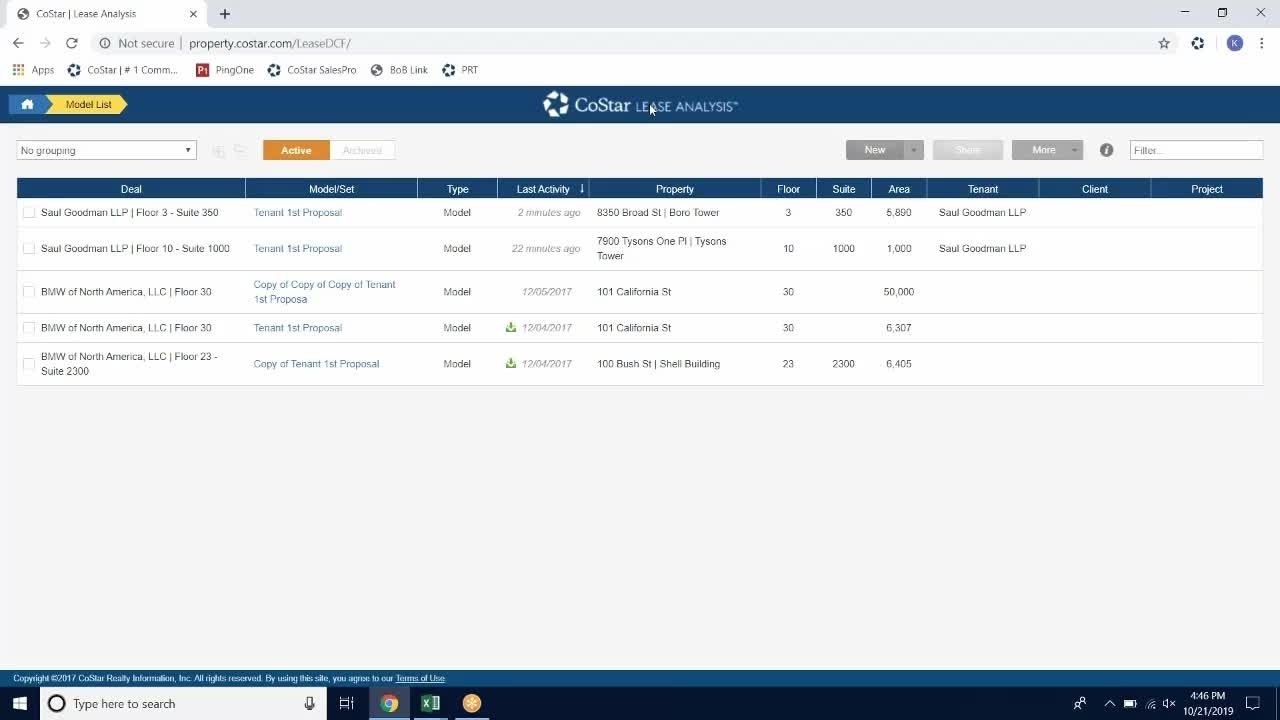 CoStar | Lease Analysis
Not secure | property.costar.com/LeaseDCF/
K
Apps CoStar | # 1 Comm... P1 PingOne CoStar SalesPro BoB Link PRT
Model List
CoStar LEASE ANALYSIS™
No grouping Active Archived New Share More Filter...
Deal Model/Set Type Last Activity ↓ Property Floor Suite Area Tenant Client Project
Saul Goodman LLP | Floor 3 - Suite 350 Tenant 1st Proposal Model 2 minutes ago 8350 Broad St | Boro Tower 3 350 5,890 Saul Goodman LLP
Saul Goodman LLP | Floor 10 - Suite 1000 Tenant 1st Proposal Model 22 minutes ago 7900 Tysons One Pl | Tysons
Tower 10 1000 1,000 Saul Goodman LLP
BMW of North America, LLC | Floor 30 Copy of Copy of Copy of Tenant
1st Proposa Model 12/05/2017 101 California St 30 50,000
BMW of North America, LLC | Floor 30 Tenant 1st Proposal Model 12/04/2017 101 California St 30 6,307
BMW of North America, LLC | Floor 23 -
Suite 2300 Copy of Tenant 1st Proposal Model 12/04/2017 100 Bush St | Shell Building 23 2300 6,405
Copyright ©2017 CoStar Realty Information, Inc. All rights reserved. By using this site, you agree to our Terms of Use.
Type here to search
4:46 PM
10/21/2019